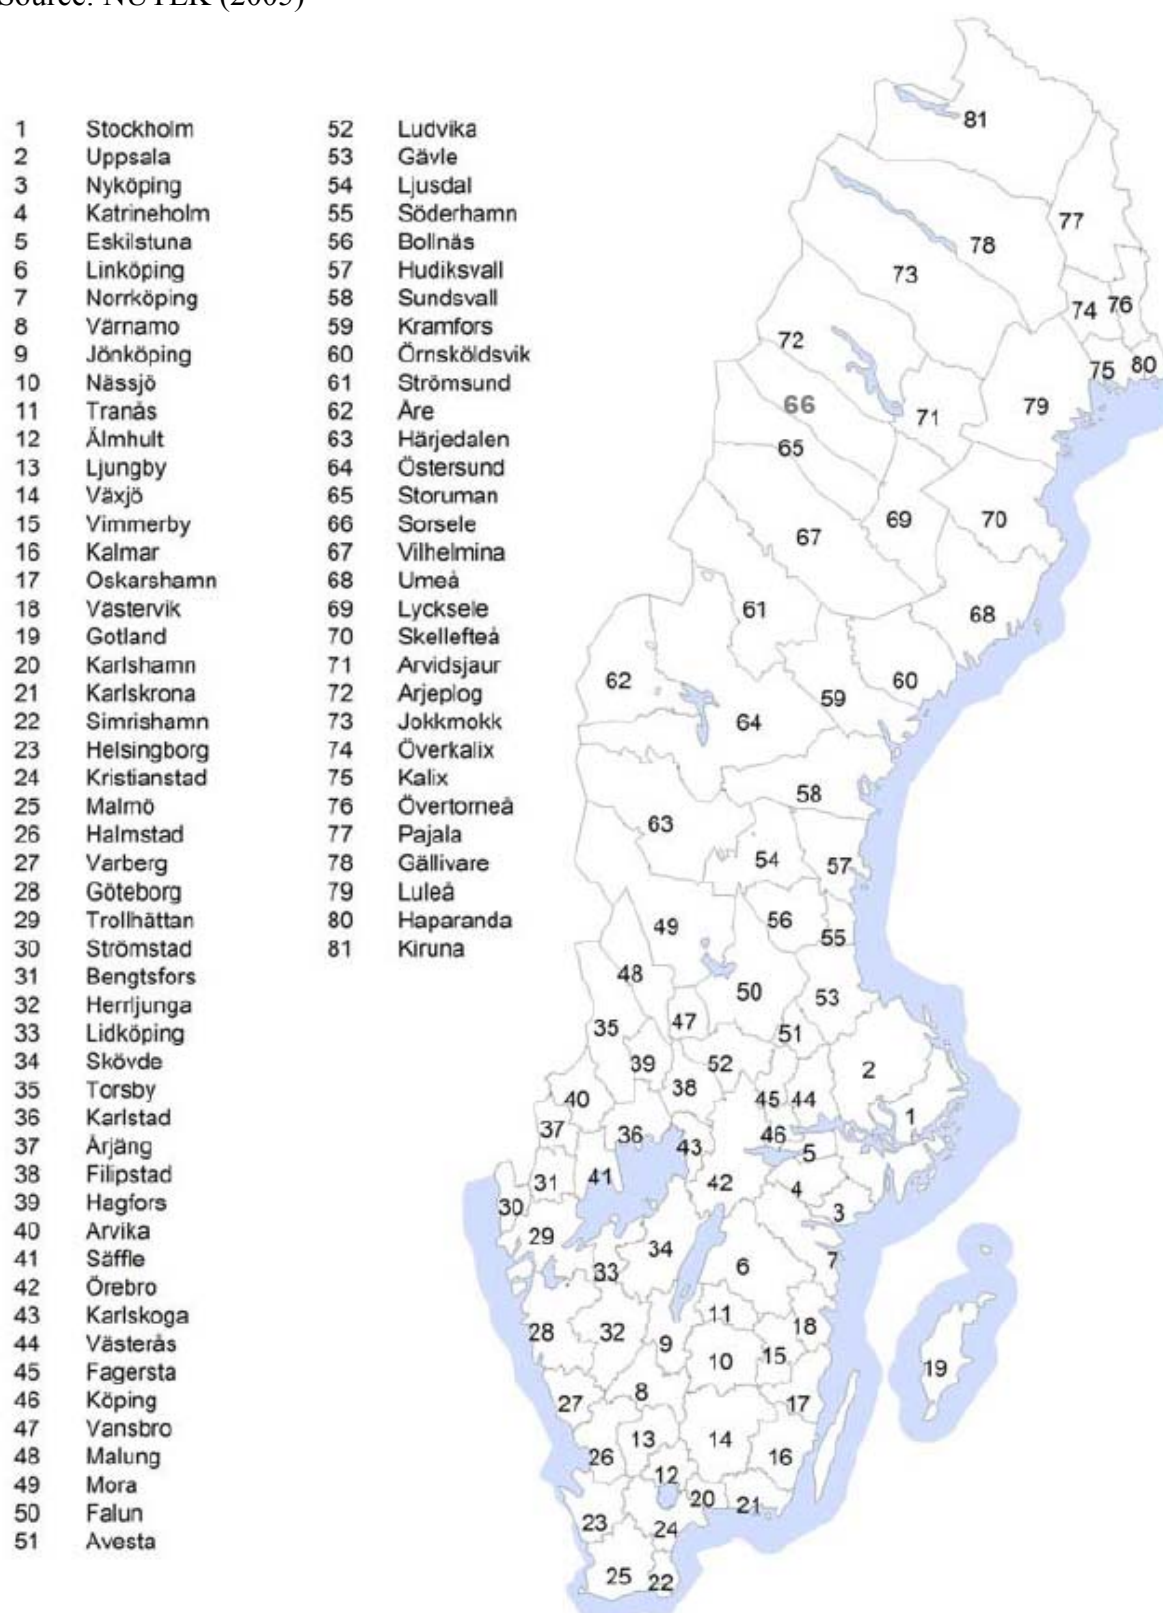 Source: NUTEK (2005)
1 Stockholm
2 Uppsala
3 Nyköping
4 Katrineholm
5 Eskilstuna
6 Linköping
7 Norrköping
8 Värnamo
9 Jönköping
10 Nässjö
11 Tranås
12 Älmhult
13 Ljungby
14 Växjö
15 Vimmerby
16 Kalmar
17 Oskarshamn
18 Västervik
19 Gotland
20 Karlshamn
21 Karlskrona
22 Simrishamn
23 Helsingborg
24 Kristianstad
25 Malmö
26 Halmstad
27 Varberg
28 Göteborg
29 Trollhättan
30 Strömstad
31 Bengtsfors
32 Herrljunga
33 Lidköping
34 Skövde
35 Torsby
36 Karlstad
37 Årjäng
38 Filipstad
39 Hagfors
40 Arvika
41 Säffle
42 Örebro
43 Karlskoga
44 Västerås
45 Fagersta
46 Köping
47 Vansbro
48 Malung
49 Mora
50 Falun
51 Avesta
52 Ludvika
53 Gävle
54 Ljusdal
55 Söderhamn
56 Bollnäs
57 Hudiksvall
58 Sundsvall
59 Kramfors
60 Örnsköldsvik
61 Strömsund
62 Åre
63 Härjedalen
64 Östersund
65 Storuman
66 Sorsele
67 Vilhelmina
68 Umeå
69 Lycksele
70 Skellefteå
71 Arvidsjaur
72 Arjeplog
73 Jokkmokk
74 Överkalix
75 Kalix
76 Övertorneå
77 Pajala
78 Gällivare
79 Luleå
80 Haparanda
81 Kiruna
81
77
78
73
74 76
72
75 80
66
79
71
65
69
70
67
61
68
62
60
59
64
58
63
54
57
56
49
55
48
50
53
47
35
51
39
52
2
38
40
45 44
1
37
36
46
43
5
41
31
42
4
30
3
29
34
7
6
33
11
18
28
32
9
15
10
19
8
27
17
13
14
26
16
12
20
21
23
24
25
22